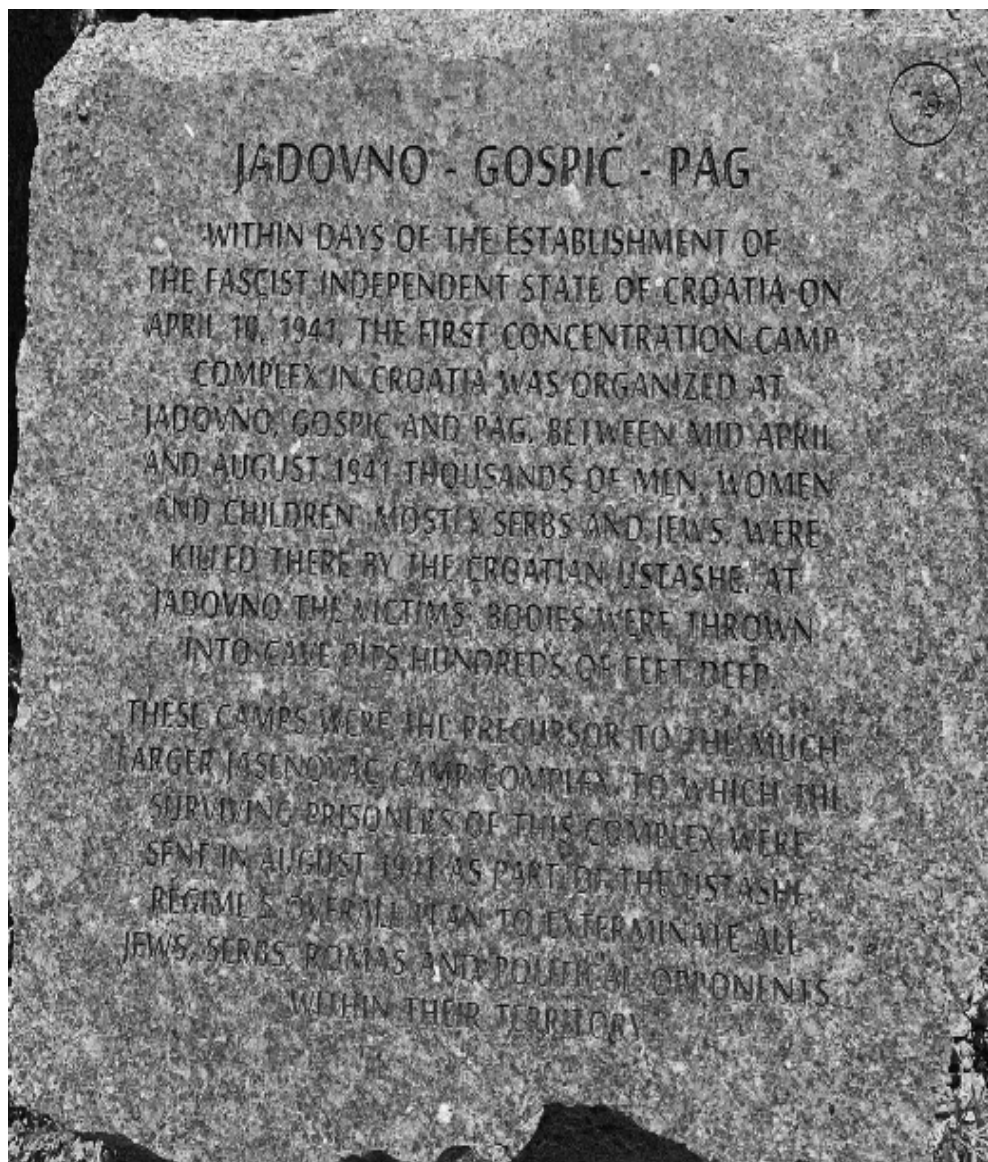 JADOVNO - GOSPIĆ - PAG
WITHIN DAYS OF THE ESTABLISHMENT OF
THE FASCIST INDEPENDENT STATE OF CROATIA ON
APRIL 10, 1941, THE FIRST CONCENTRATION CAMP
COMPLEX IN CROATIA WAS ORGANIZED AT
JADOVNO, GOSPIC AND PAG. BETWEEN MID APRIL
AND AUGUST 1941 THOUSANDS OF MEN, WOMEN
AND CHILDREN, MOSTLY SERBS AND JEWS, WERE
KILLED THERE BY THE CROATIAN USTASHE. AT
JADOVNO THE VICTIMS' BODIES WERE THROWN
INTO CAVE PITS HUNDREDS OF FEET DEEP.
THESE CAMPS WERE THE PRECURSOR TO THE MUCH
LARGER JASENOVAC CAMP COMPLEX, TO WHICH THE
SURVIVING PRISONERS OF THIS COMPLEX WERE
SENT IN AUGUST 1941 AS PART OF THE USTASHE
REGIME'S OVERALL PLAN TO EXTERMINATE ALL
JEWS, SERBS, ROMAS AND POLITICAL OPPONENTS
WITHIN THEIR TERRITORY.